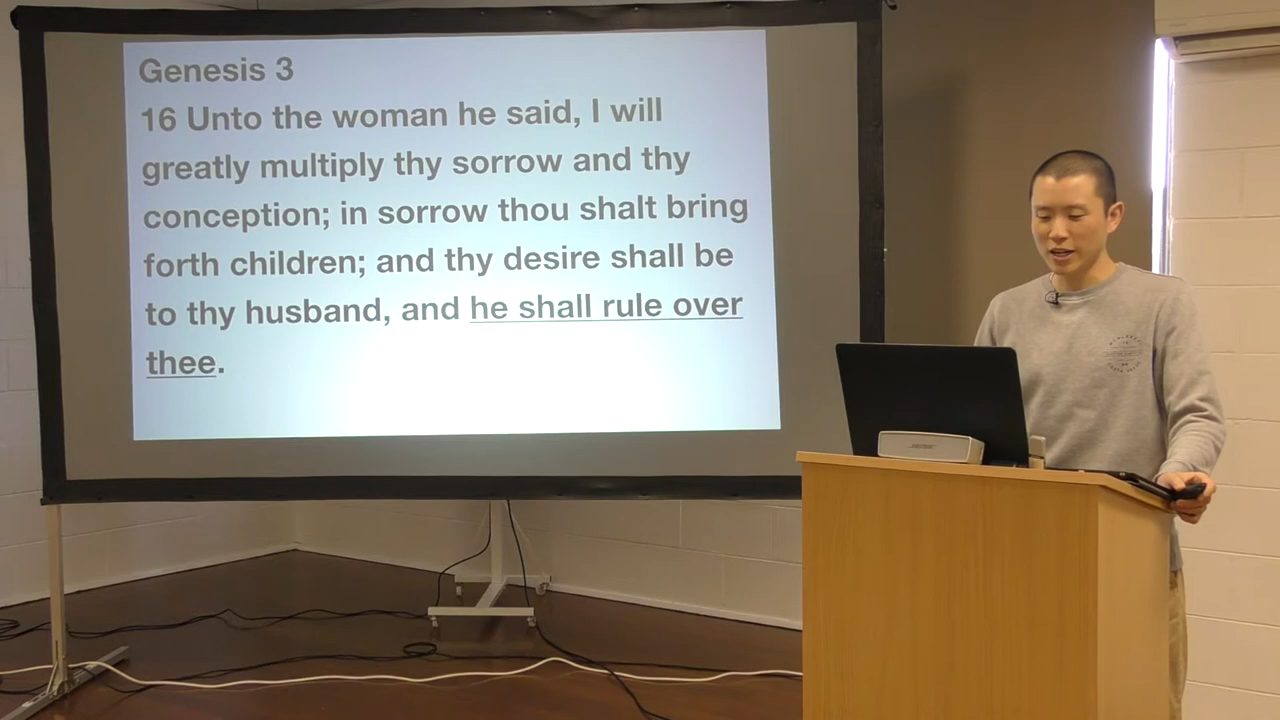 Genesis 3
16 Unto the woman he said, I will
greatly multiply thy sorrow and thy
conception; in sorrow thou shalt bring
forth children; and thy desire shall be
to thy husband, and he shall rule over
thee.